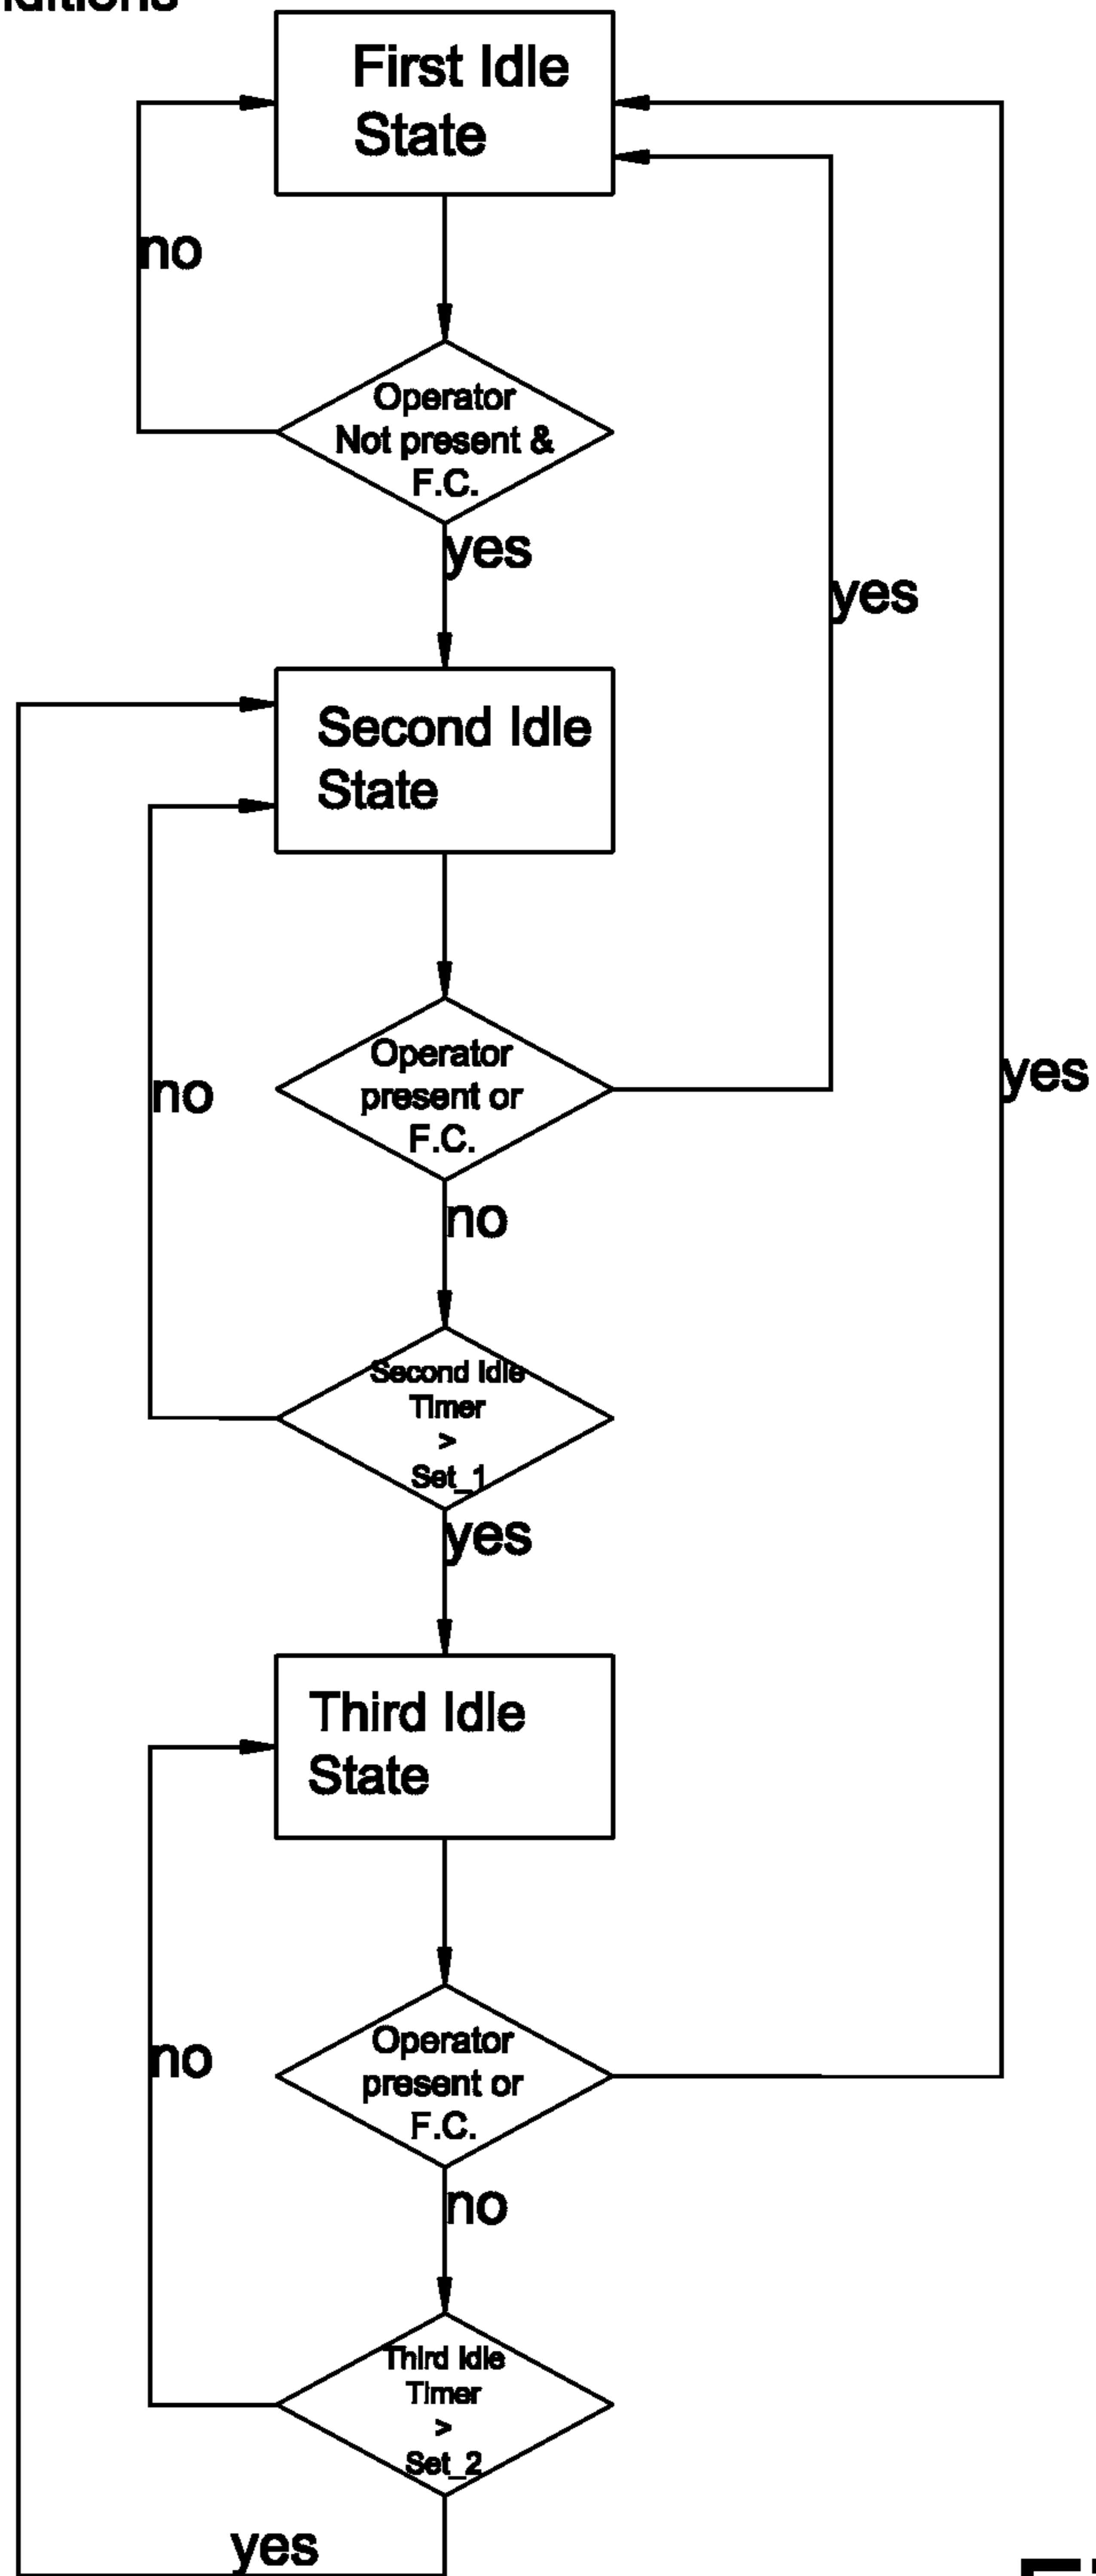 First Idle
State
no
Operator
Not present &
F.C.
yes
yes
Second Idle
State
Operator
present or
F.C.
no
yes
no
Second Idle
Timer
>
Set_1
yes
Third Idle
State
no
Operator
present or
F.C.
no
Third Idle
Timer
>
Set_2
yes